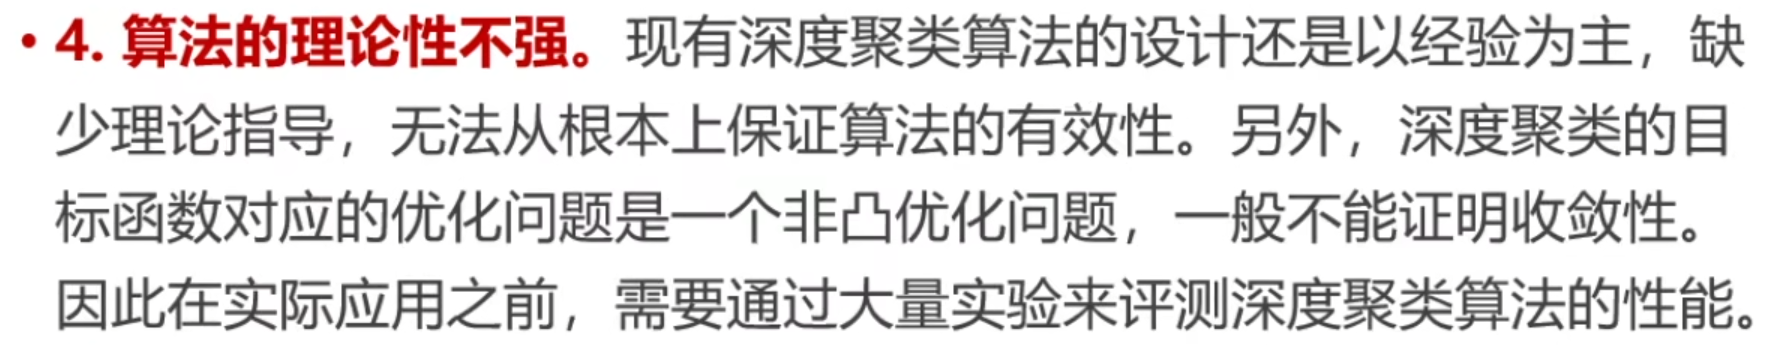 • 4. 算法的理论性不强。现有深度聚类算法的设计还是以经验为主，缺
少理论指导，无法从根本上保证算法的有效性。另外，深度聚类的目
标函数对应的优化问题是一个非凸优化问题，一般不能证明收敛性。
因此在实际应用之前，需要通过大量实验来评测深度聚类算法的性能。